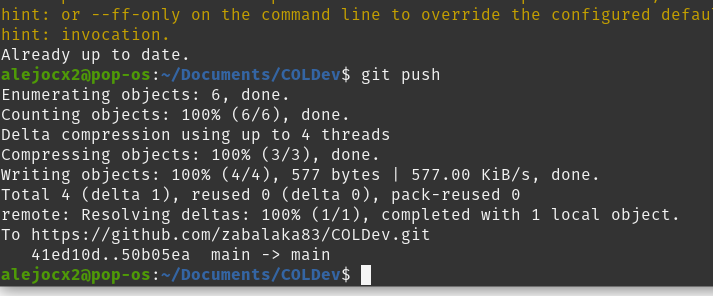 hint: or --ff-only on the command line to override the configured defau
hint: invocation.
Already up to date.
alejocx2@pop-os:~/Documents/COLDev$ git push
Enumerating objects: 6, done.
Counting objects: 100% (6/6), done.
Delta compression using up to 4 threads
Compressing objects: 100% (3/3), done.
Writing objects: 100% (4/4), 577 bytes | 577.00 KiB/s, done.
Total 4 (delta 1), reused 0 (delta 0), pack-reused 0
remote: Resolving deltas: 100% (1/1), completed with 1 local object.
To https://github.com/zabalaka83/COLDev.git
   41ed10d..50b05ea  main -> main
alejocx2@pop-os:~/Documents/COLDev$